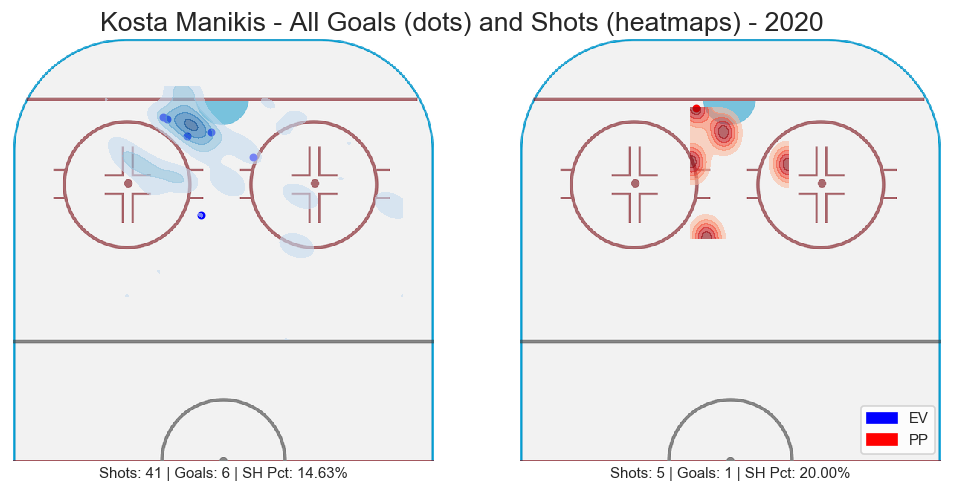 Kosta Manikis - All Goals (dots) and Shots (heatmaps) - 2020
EV
PP
Shots: 41 | Goals: 6 | SH Pct: 14.63%
Shots: 5 | Goals: 1 | SH Pct: 20.00%